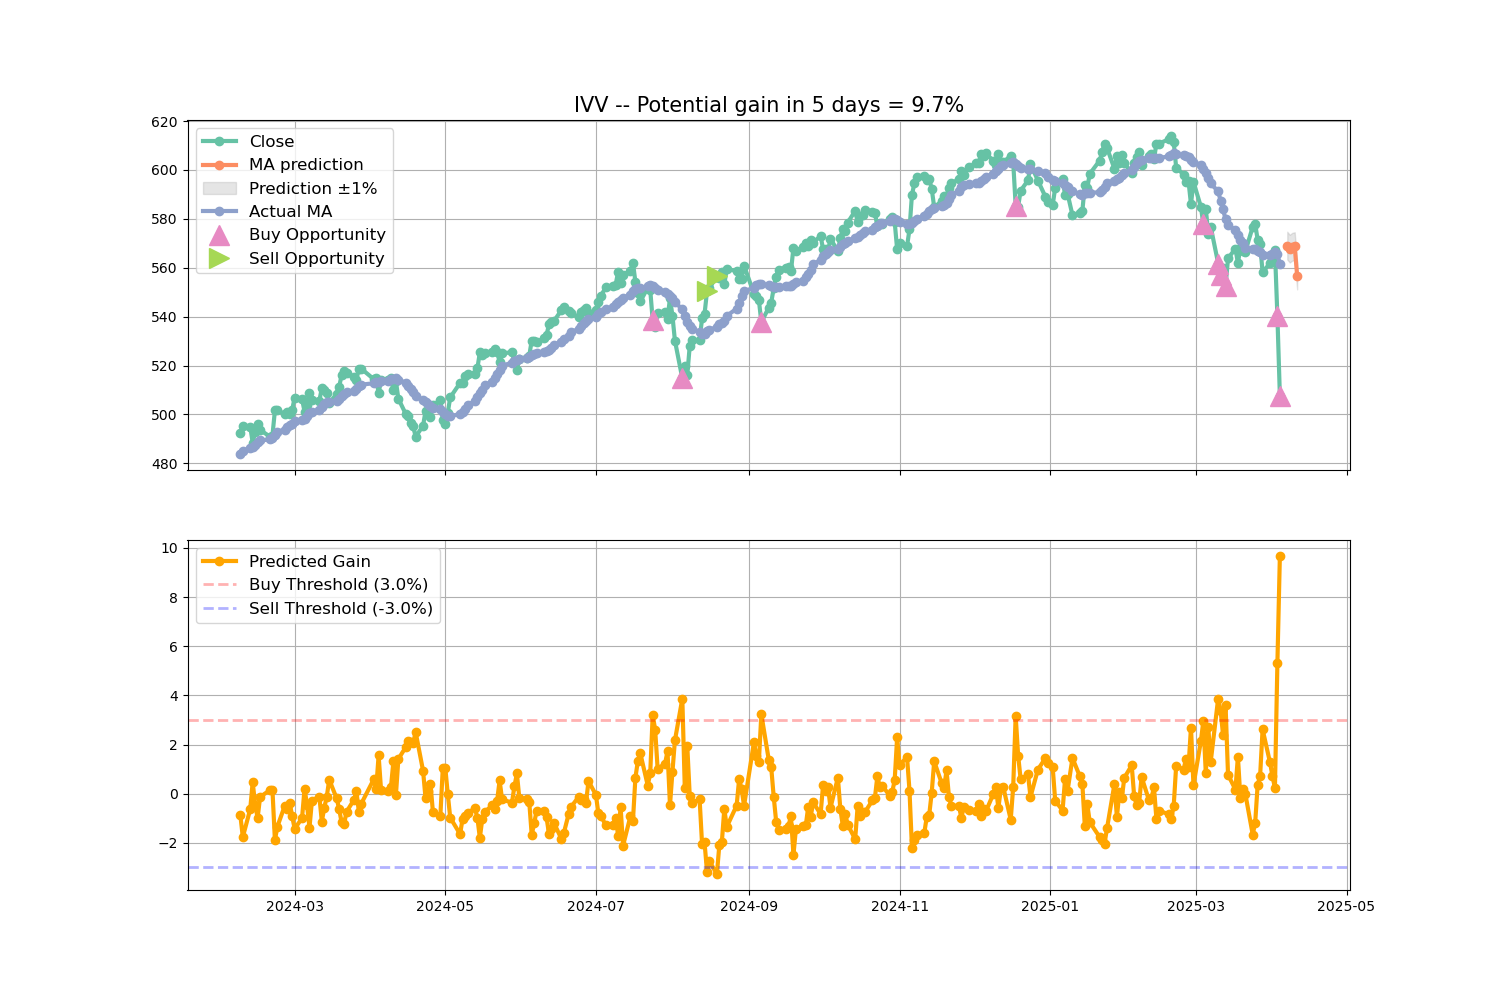 IVV -- Potential gain in 5 days = 9.7%
620
600
580
560
540
520
500
480
Close
MA prediction
Prediction ±1%
Actual MA
Buy Opportunity
Sell Opportunity
10
8
6
4
2
0
−2
Predicted Gain
Buy Threshold (3.0%)
Sell Threshold (-3.0%)
2024-03
2024-05
2024-07
2024-09
2024-11
2025-01
2025-03
2025-05